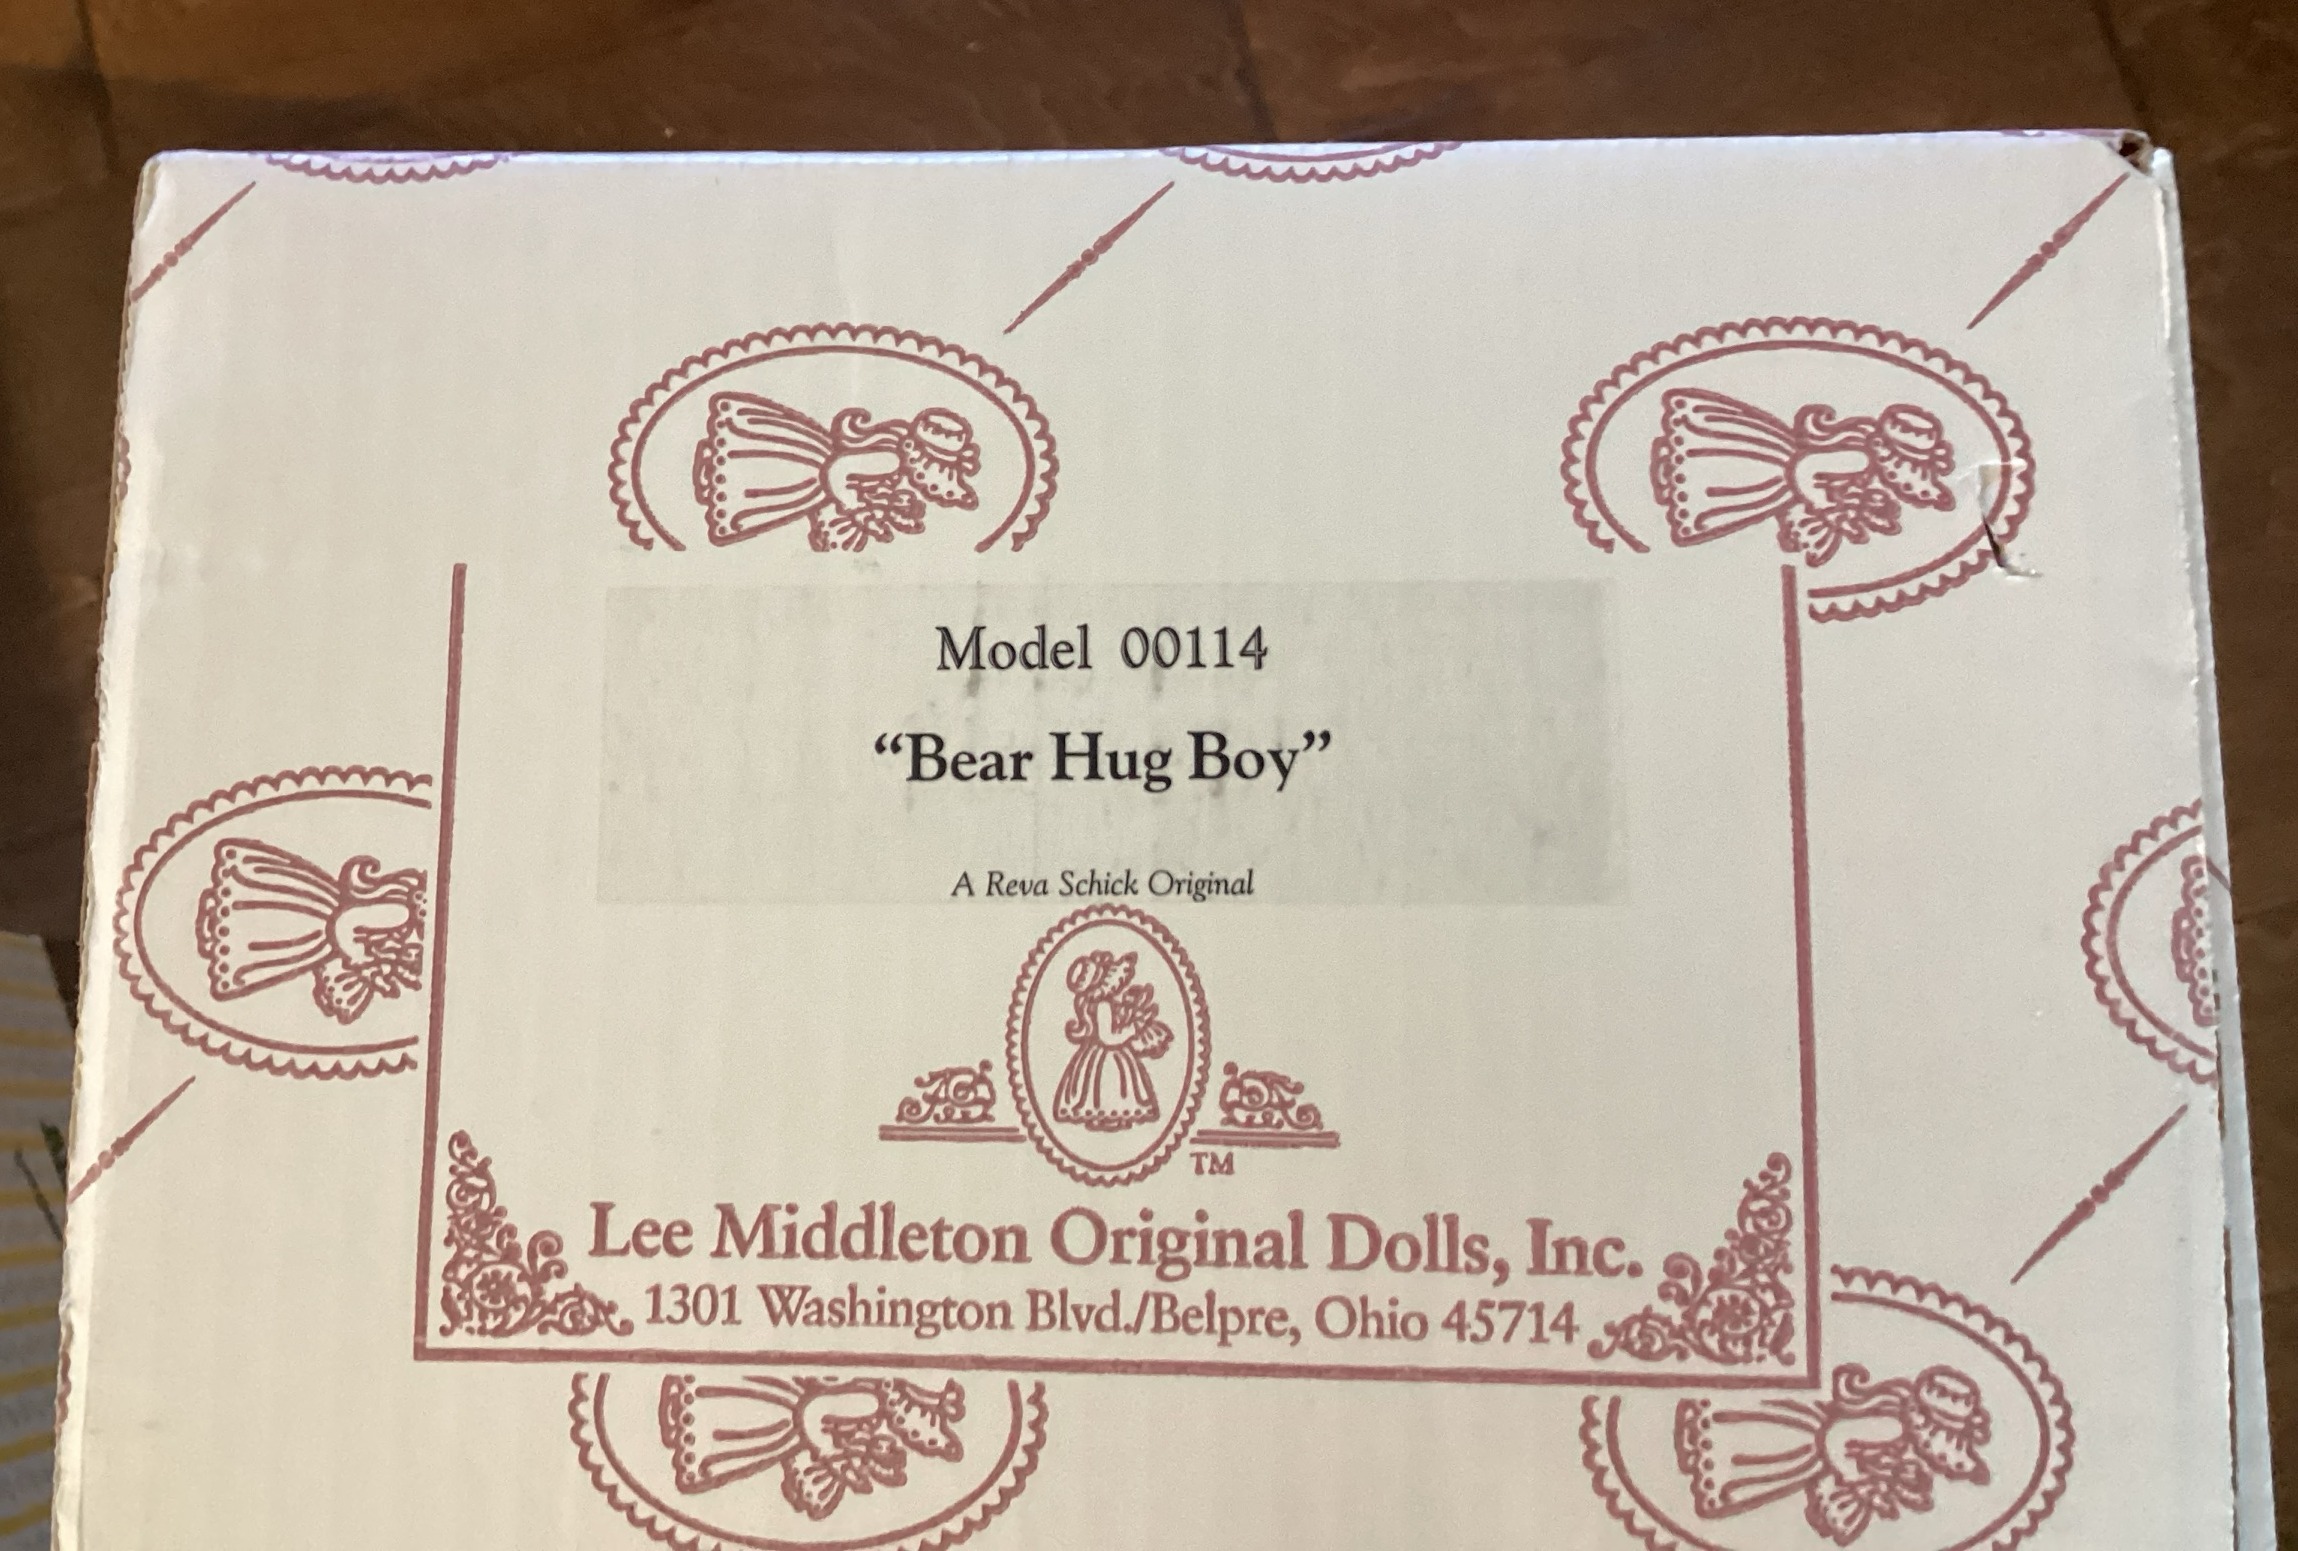 Model 00114
“Bear Hug Boy”
A Reva Schick Original
TM
Lee Middleton Original Dolls, Inc.
1301 Washington Blvd./Belpre, Ohio 45714